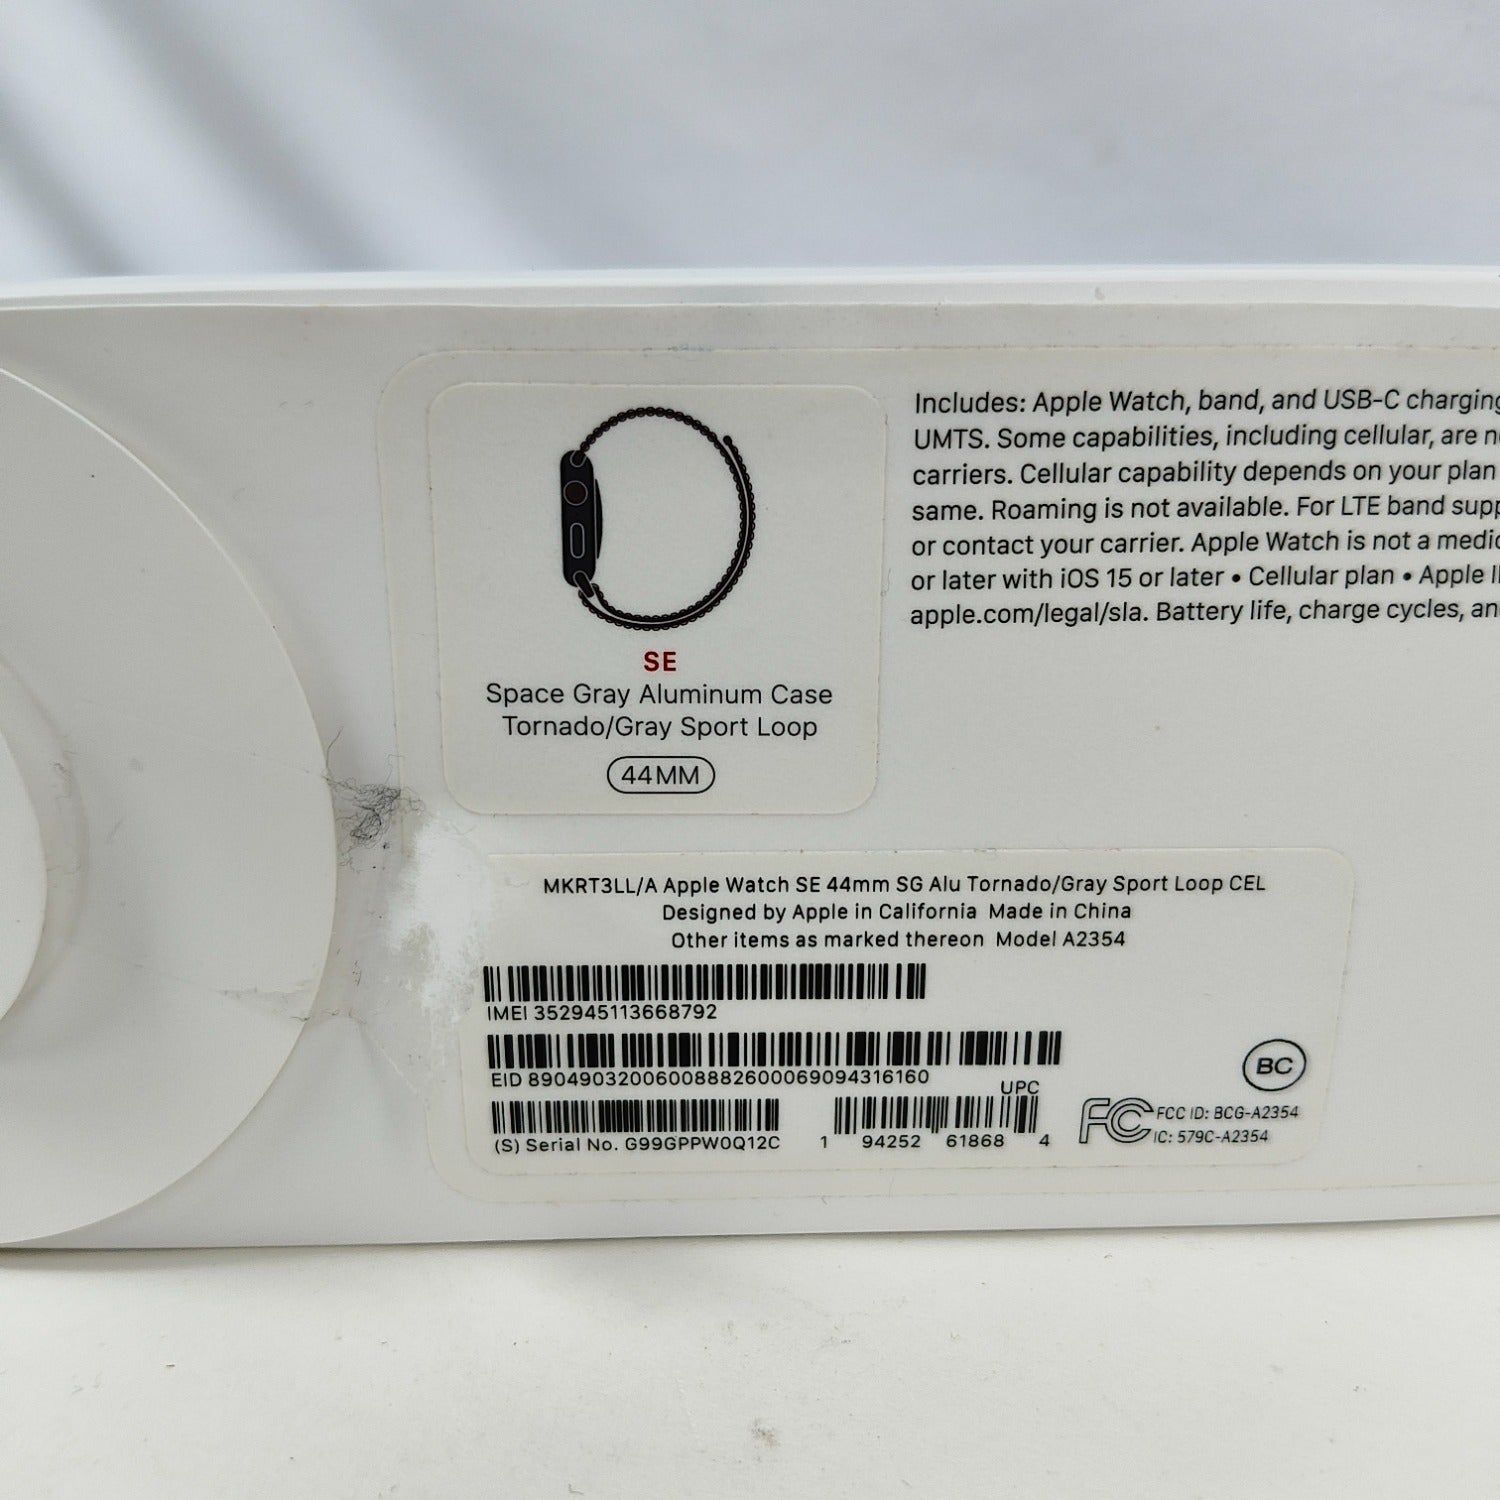 SE
Space Gray Aluminum Case
Tornado/Gray Sport Loop
44MM
Includes: Apple Watch, band, and USB-C charging
UMTS. Some capabilities, including cellular, are
carriers. Cellular capability depends on your plan
same. Roaming is not available. For LTE band
or contact your carrier. Apple Watch is not a
or later with iOS 15 or later • Cellular plan • Apple
apple.com/legal/sla. Battery life, charge cycles,
MKRT3LL/A Apple Watch SE 44mm SG Alu Tornado/Gray Sport Loop CEL
Designed by Apple in California Made in China
Other items as marked thereon Model A2354
IMEI 352945113668792
EID 89049032006008882600069094316160
UPC
(S) Serial No. G99GPPW0Q12C
1 94252 61868 4
BC
FC
FCC ID: BCG-A2354
IC: 579C-A2354